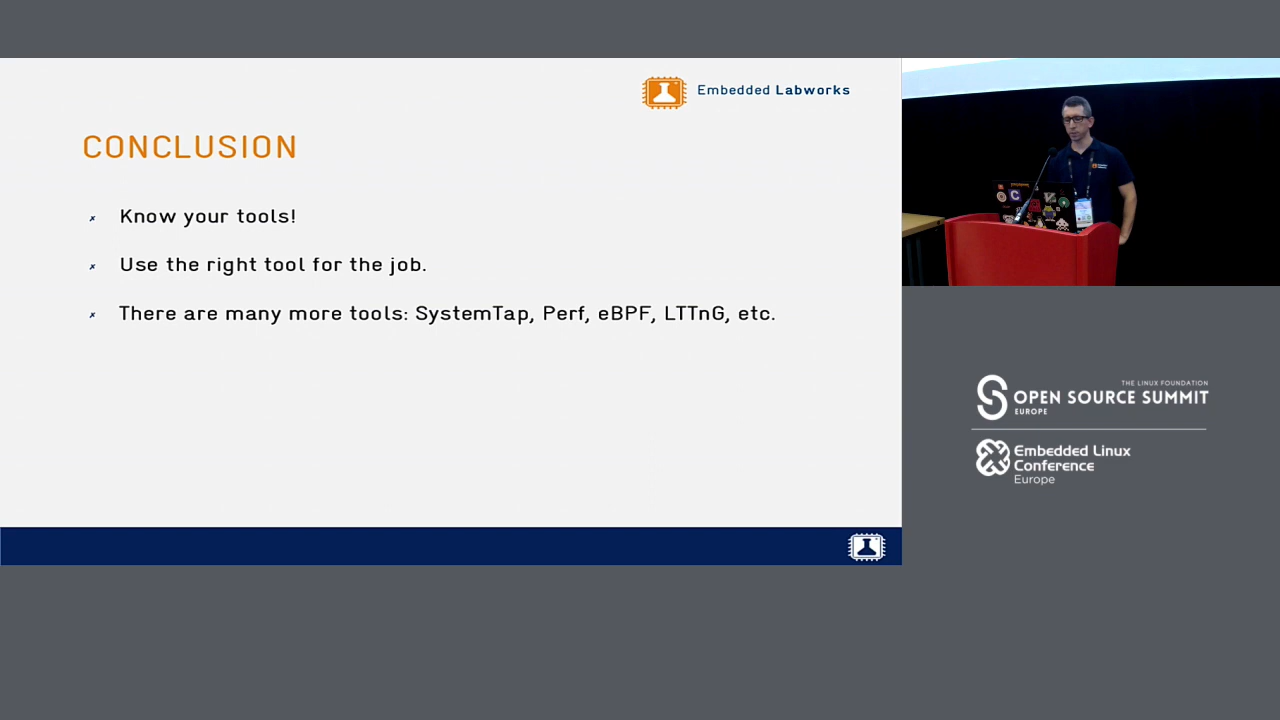 Embedded Labworks
CONCLUSION
Know your tools!
Use the right tool for the job.
There are many more tools: SystemTap, Perf, eBPF, LTTnG, etc.
THE LINUX FOUNDATION
OPEN SOURCE SUMMIT
EUROPE
Embedded Linux
Conference
Europe